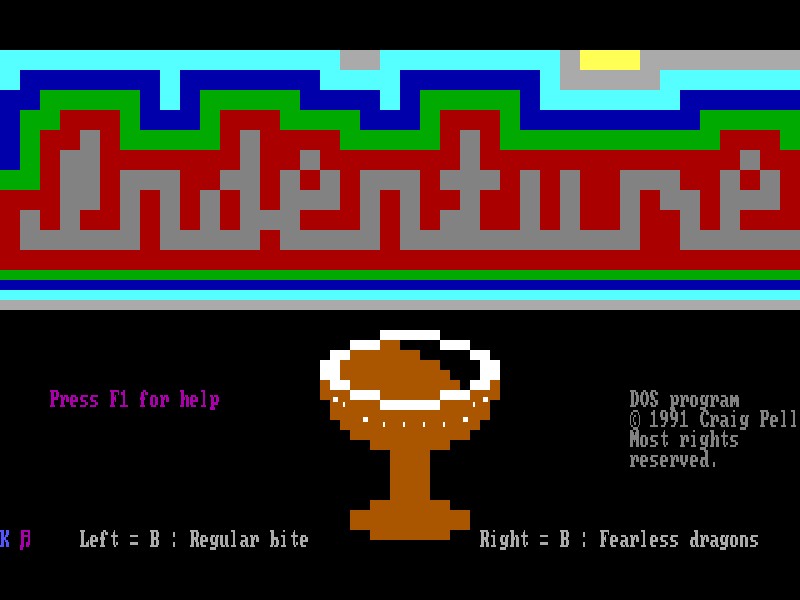 Indenture
Press F1 for help
DOS program
© 1991 Craig Pell
Most rights
reserved.
K ♫ Left = B : Regular bite Right = B : Fearless dragons